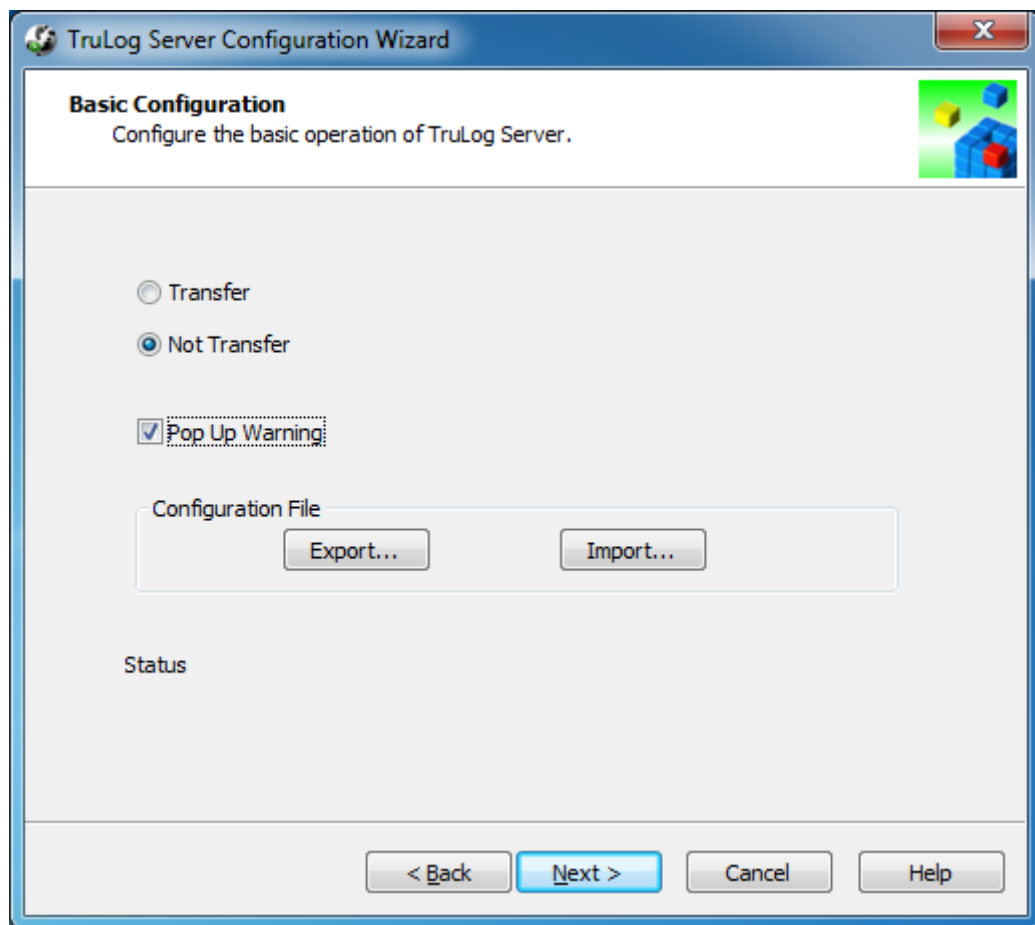 TruLog Server Configuration Wizard
Basic Configuration
Configure the basic operation of TruLog Server.
Transfer
Not Transfer
Pop Up Warning
Configuration File
Export... Import...
Status
< Back Next > Cancel Help